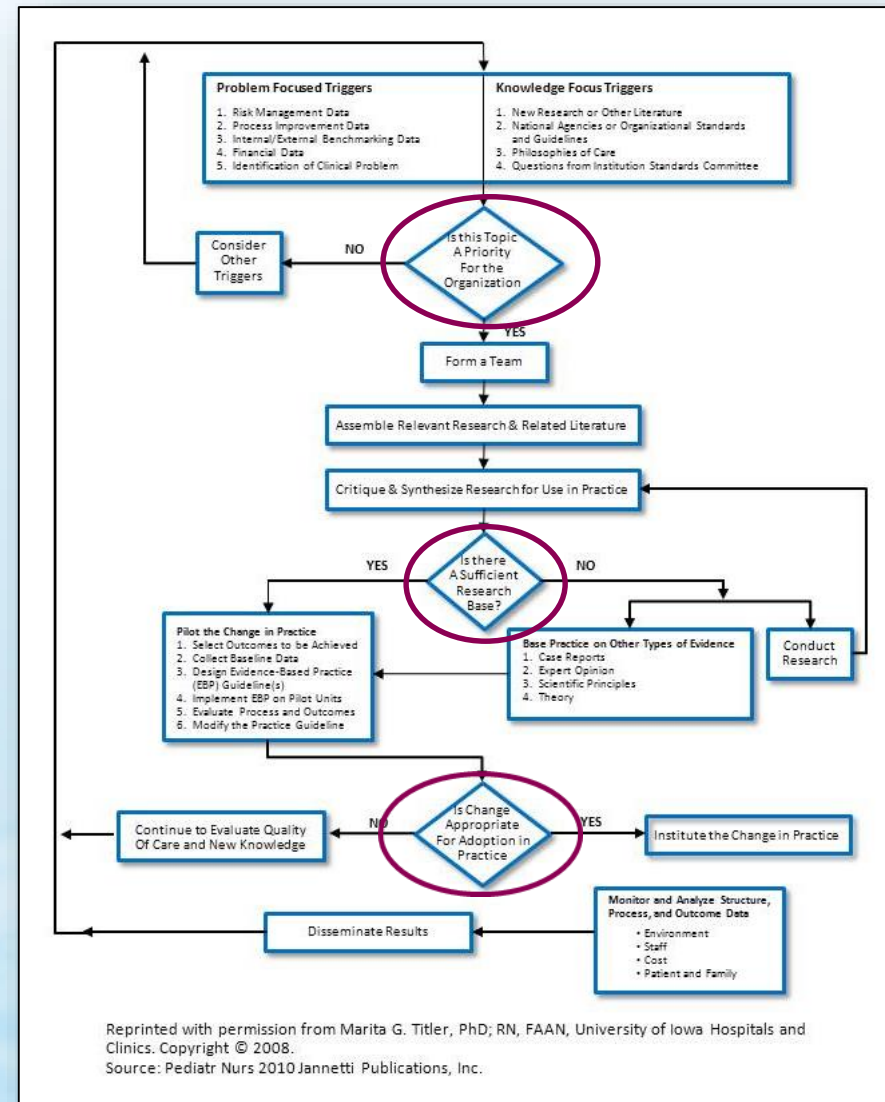 Problem Focused Triggers
1. Risk Management Data
2. Process Improvement Data
3. Internal/External Benchmarking Data
4. Financial Data
5. Identification of Clinical Problem
Knowledge Focus Triggers
1. New Research or Other Literature
2. National Agencies or Organizational Standards
and Guidelines
3. Philosophies of Care
4. Questions from Institution Standards Committee
Consider
Other
Triggers
NO
Is this Topic
A Priority
For the
Organization
YES
Form a Team
Assemble Relevant Research & Related Literature
Critique & Synthesize Research for Use in Practice
YES
Is there
A Sufficient
Research
Base?
NO
Pilot the Change in Practice
1. Select Outcomes to be Achieved
2. Collect Baseline Data
3. Design Evidence-Based Practice
(EBP) Guideline(s)
4. Implement EBP on Pilot Units
5. Evaluate Process and Outcomes
6. Modify the Practice Guideline
Base Practice on Other Types of Evidence
1. Case Reports
2. Expert Opinion
3. Scientific Principles
4. Theory
Conduct
Research
Continue to Evaluate Quality
Of Care and New Knowledge
NO
Is Change
Appropriate
For Adoption in
Practice
YES
Institute the Change in Practice
Disseminate Results
Monitor and Analyze Structure,
Process, and Outcome Data
• Environment
• Staff
• Cost
• Patient and Family
Reprinted with permission from Marita G. Titler, PhD; RN, FAAN, University of Iowa Hospitals and
Clinics. Copyright © 2008.
Source: Pediatr Nurs 2010 Jannetti Publications, Inc.